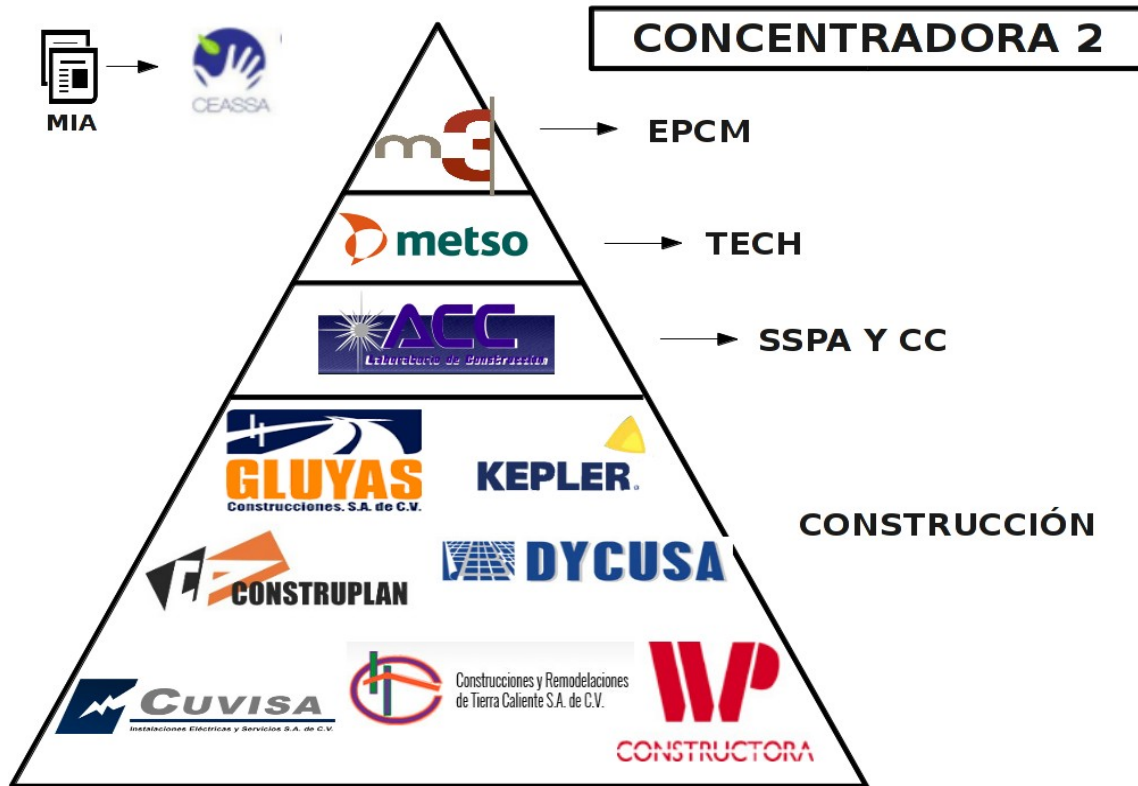 CONCENTRADORA 2
MIA
CEASSA
m3
EPCM
metso
TECH
ACC
Laboratorio de Construcción
SSPA Y CC
GLUYAS
Construcciones. S.A. de C.V.
KEPLER
CONSTRUCCIÓN
CONSTRUPLAN
DYCUSA
CUVISA
Instalaciones Eléctricas y Servicios S.A. de C.V.
Construcciones y Remodelaciones
de Tierra Caliente S.A. de C.V.
WP
CONSTRUCTORA